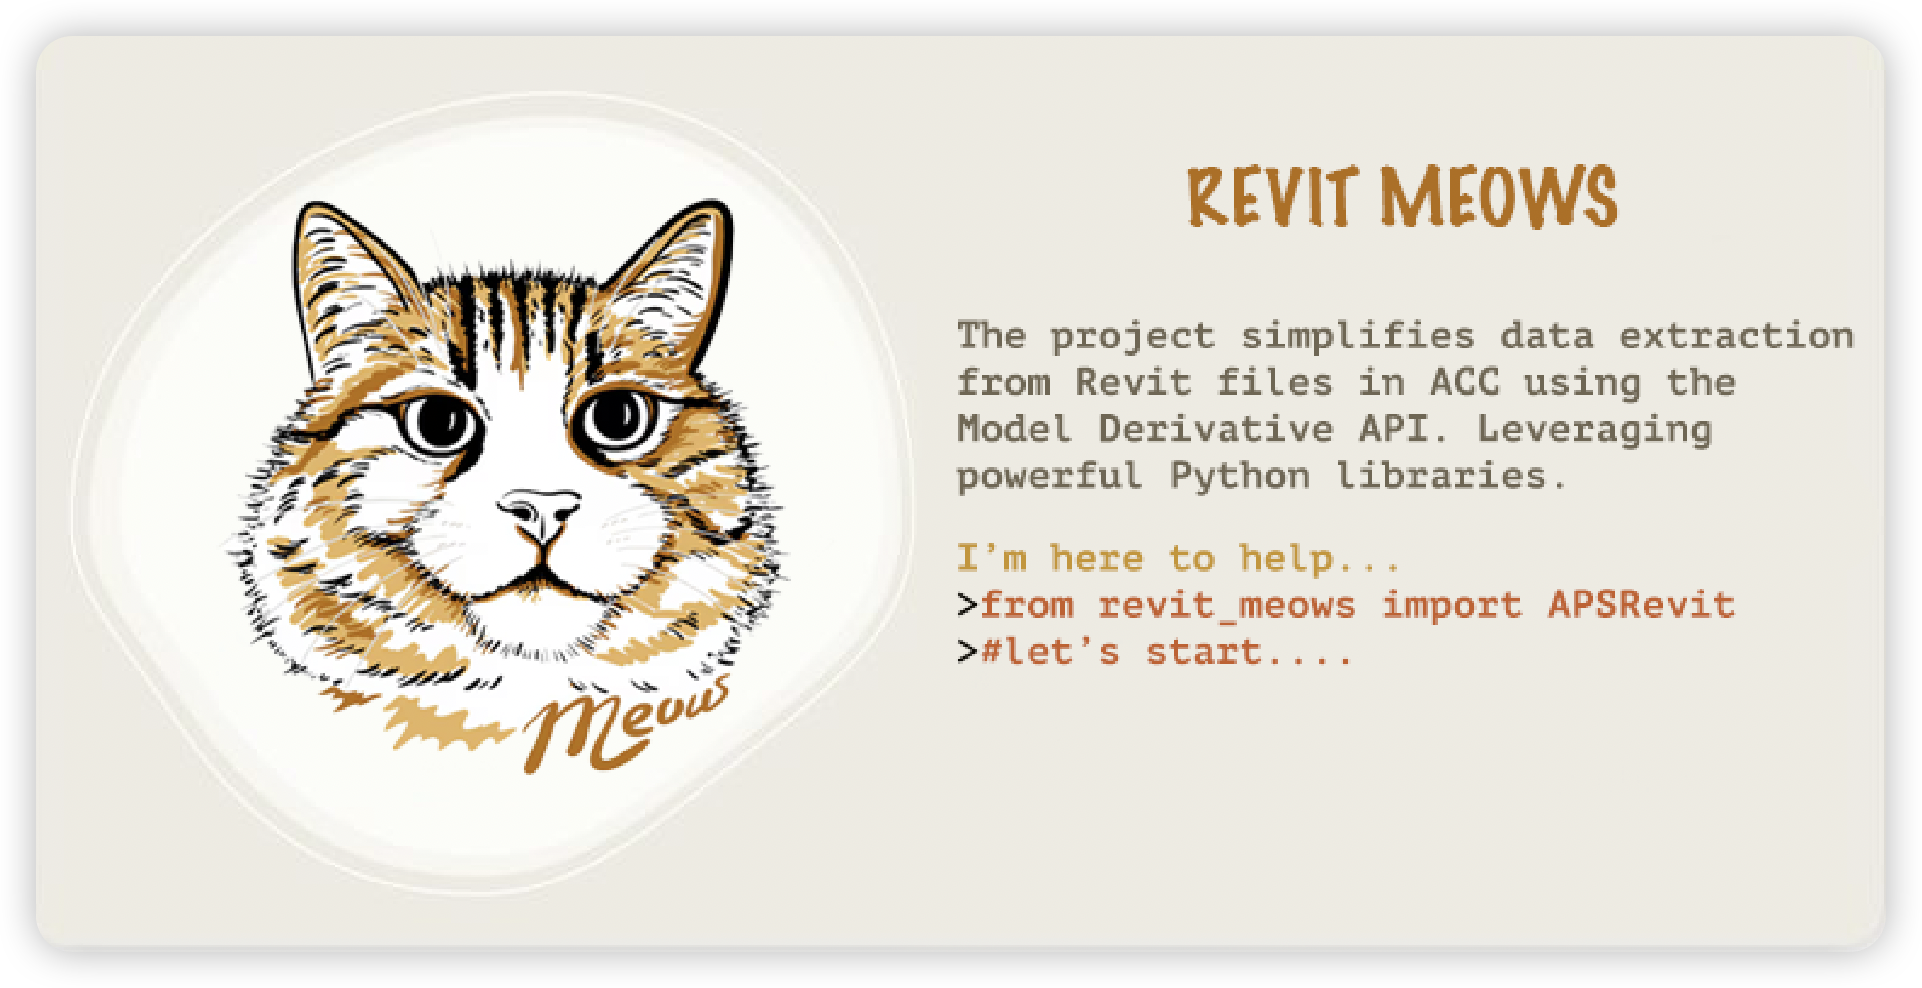 Meows
REVIT MEOWS
The project simplifies data extraction
from Revit files in ACC using the
Model Derivative API. Leveraging
powerful Python libraries.
I’m here to help...
>from revit_meows import APSRevit
>#let’s start....